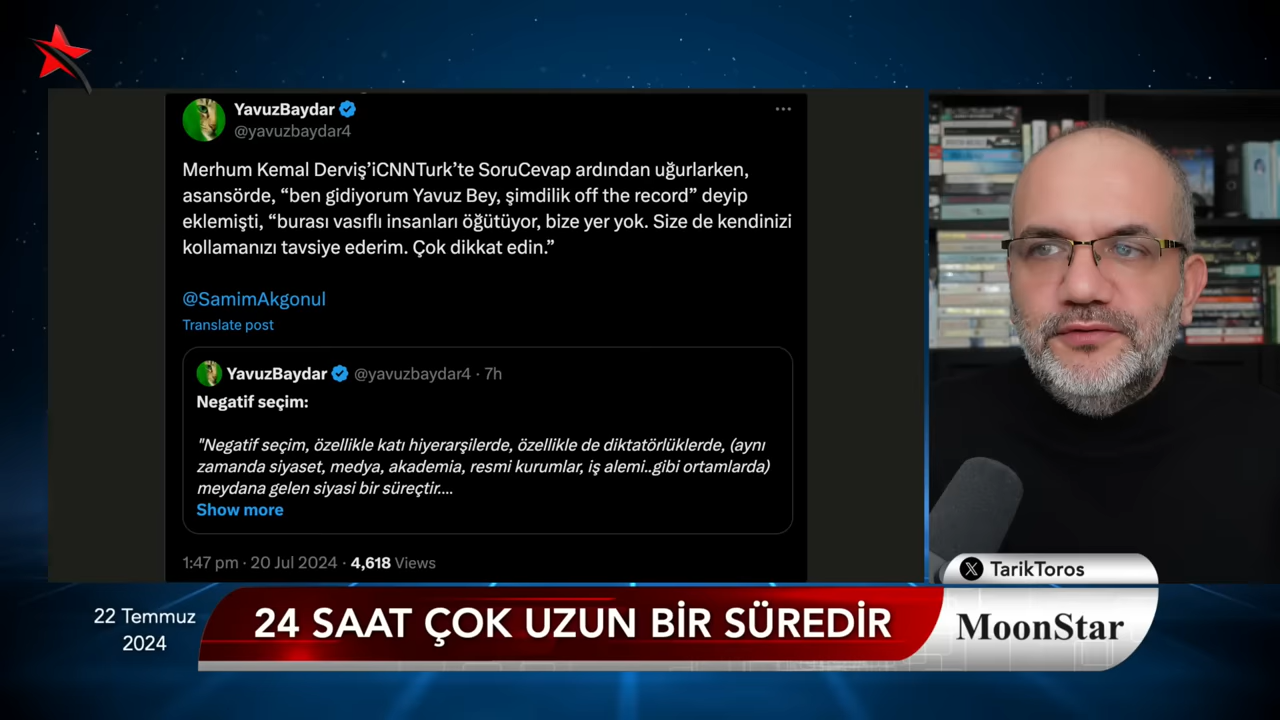 YavuzBaydar
@yavuzbaydar4
Merhum Kemal Derviş’iCNNTurk’te SoruCevap ardından uğurlarken,
asansörde, “ben gidiyorum Yavuz Bey, şimdilik off the record” deyip
eklemişti, “burası vasıflı insanları öğütüyor, bize yer yok. Size de kendinizi
kollamanızı tavsiye ederim. Çok dikkat edin.”
@SamimAkgonul
Translate post
YavuzBaydar @yavuzbaydar4 · 7h
Negatif seçim:
"Negatif seçim, özellikle katı hiyerarşilerde, özellikle de diktatörlüklerde, (aynı
zamanda siyaset, medya, akademia, resmi kurumlar, iş alemi..gibi ortamlarda)
meydana gelen siyasi bir süreçtir....
Show more
1:47 pm · 20 Jul 2024 · 4,618 Views
TarikToros
22 Temmuz
2024
24 SAAT ÇOK UZUN BİR SÜREDİR
MoonStar